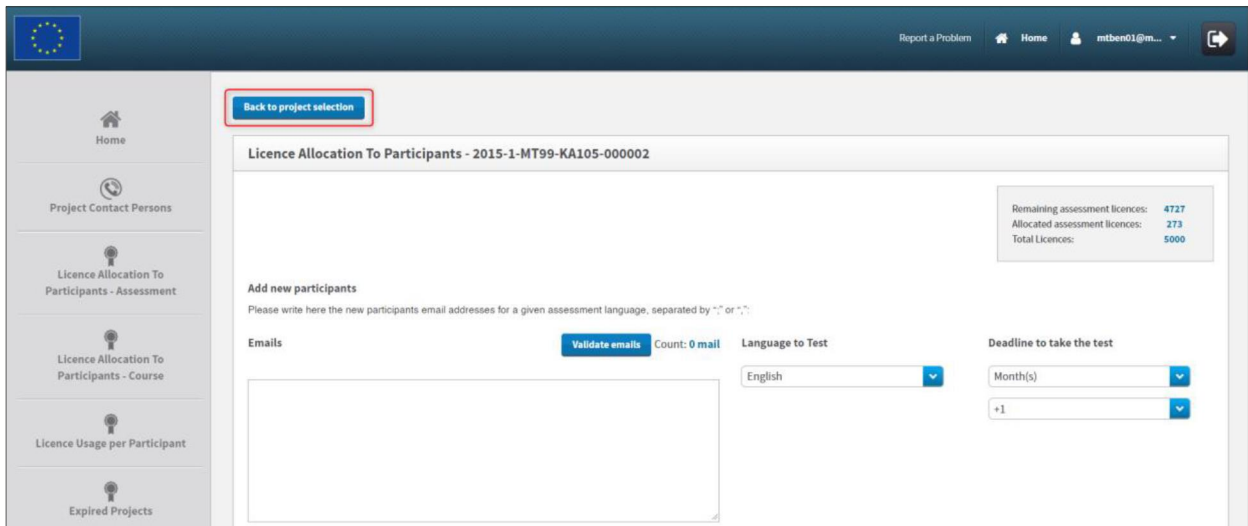 Report a Problem Home mtben01@m...
Home
Project Contact Persons
Licence Allocation To
Participants - Assessment
Licence Allocation To
Participants - Course
Licence Usage per Participant
Expired Projects
Back to project selection
Licence Allocation To Participants - 2015-1-MT99-KA105-000002
Remaining assessment licences: 4727
Allocated assessment licences: 273
Total Licences: 5000
Add new participants
Please write here the new participants email addresses for a given assessment language, separated by ";" or ",":
Emails Validate emails Count: 0 mail Language to Test Deadline to take the test
English Month(s)
+1